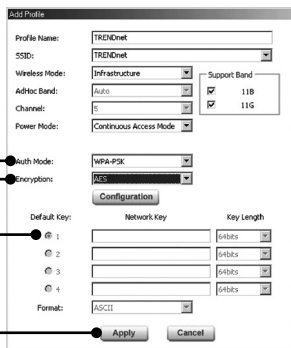 Add Profile
Profile Name: TRENDnet
SSID: TRENDnet
Wireless Mode: Infrastructure
Support Band
AdHoc Band: Auto
11B
Channel: 5
11G
Power Mode: Continuous Access Mode
Auth Mode: WPA-PSK
Encryption: AES
Configuration
Default Key: Network Key Key Length
1 64bits
2 64bits
3 64bits
4 64bits
Format: ASCII
Apply Cancel